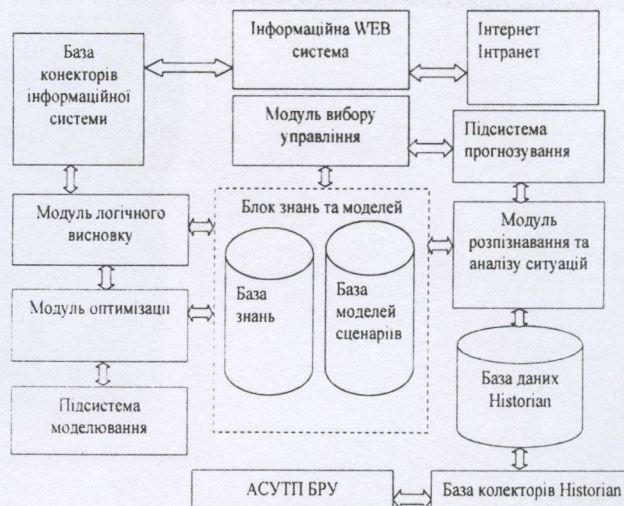 База
конекторів
інформаційної
системи
Інформаційна WEB
система
Інтернет
Інтранет
Модуль вибору
управління
Підсистема
прогнозування
Модуль логічного
висновку
Блок знань та моделей
Модуль
розпізнавання та
аналізу ситуацій
Модуль оптимізації
База
знань
База
моделей
сценаріїв
Підсистема
моделювання
База даних
Historian
АСУТП БРУ
База колекторів Historian